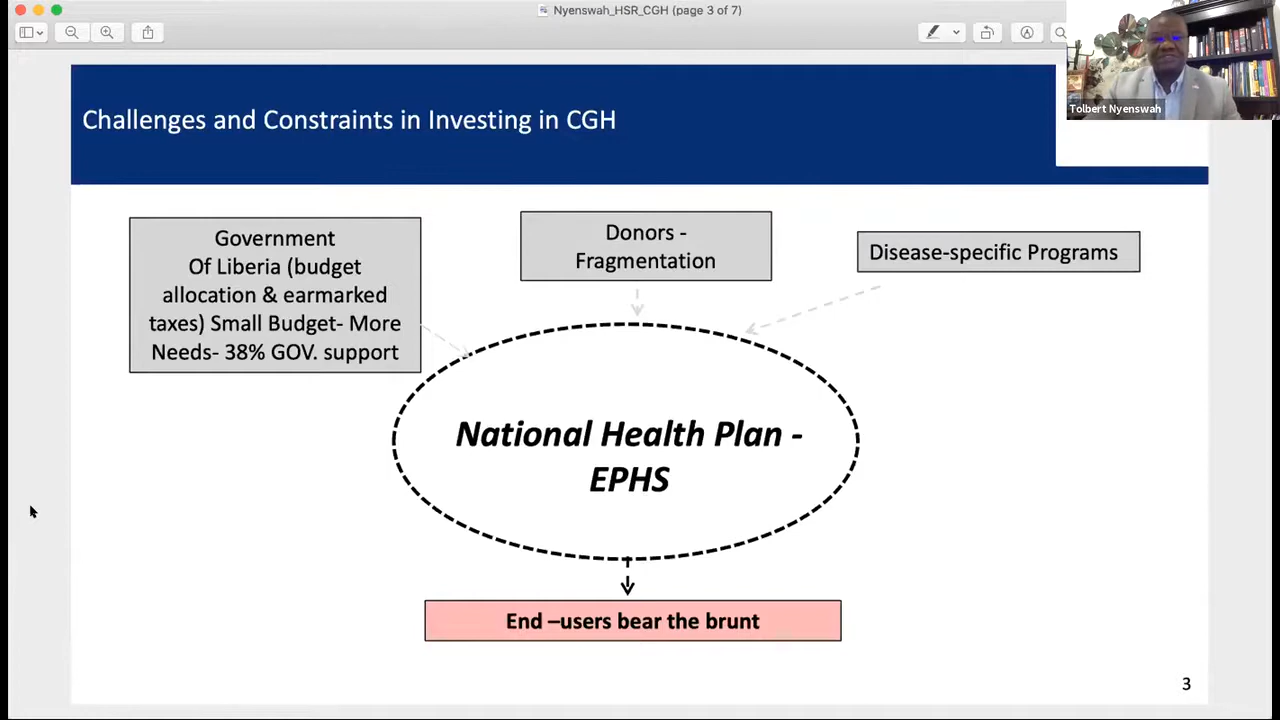 Nyenswah_HSR_CGH (page 3 of 7)
Tolbert Nyenswah
Challenges and Constraints in Investing in CGH
Government
Of Liberia (budget
allocation & earmarked
taxes) Small Budget- More
Needs- 38% GOV. support
Donors -
Fragmentation
Disease-specific Programs
National Health Plan -
EPHS
End –users bear the brunt
3